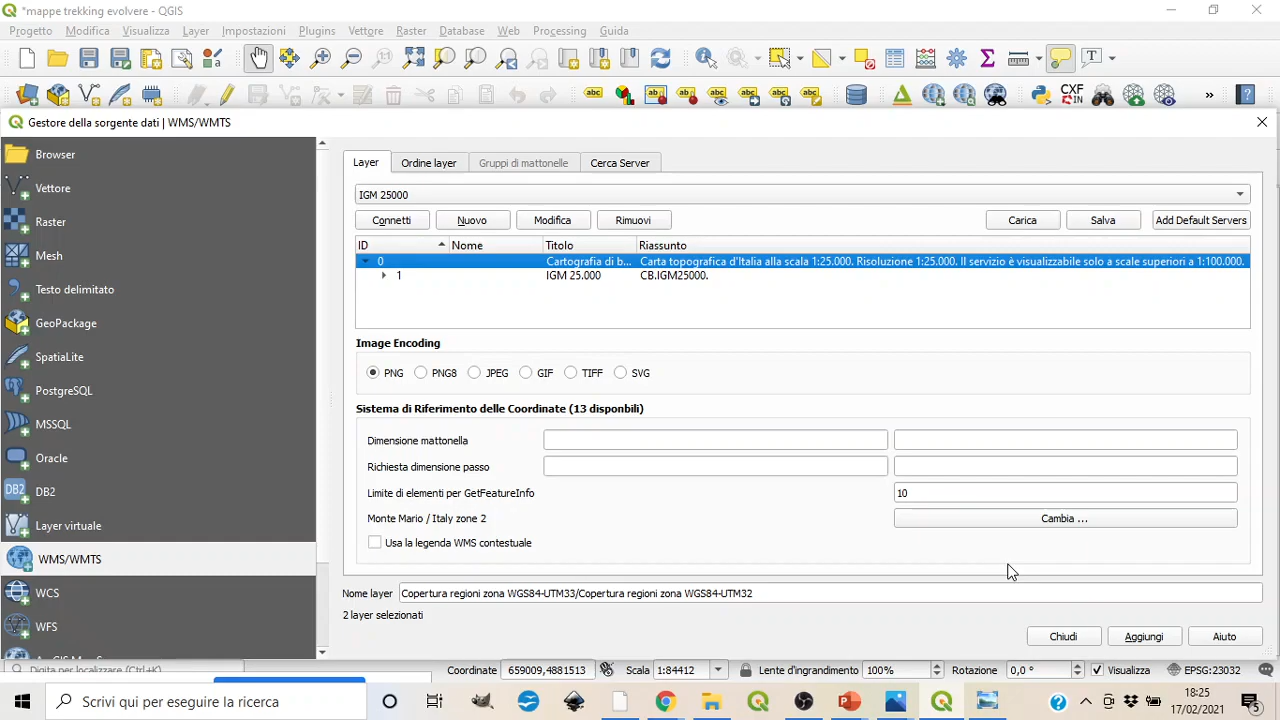 *mappe trekking evolvere - QGIS
Progetto Modifica Visualizza Layer Impostazioni Plugins Vettore Raster Database Web Processing Guida
Gestore della sorgente dati | WMS/WMTS
Browser
Vettore
Raster
Mesh
Testo delimitato
GeoPackage
SpatiaLite
PostgreSQL
MSSQL
Oracle
DB2
Layer virtuale
WMS/WMTS
WCS
WFS
Layer Ordine layer Gruppi di mattonelle Cerca Server
IGM 25000
Connetti Nuovo Modifica Rimuovi Carica Salva Add Default Servers
ID Nome Titolo Riassunto
0 Cartografia di b... Carta topografica d'Italia alla scala 1:25.000. Risoluzione 1:25.000. Il servizio è visualizzabile solo a scale superiori a 1:100.000.
1 IGM 25.000 CB.IGM25000.
Image Encoding
PNG PNG8 JPEG GIF TIFF SVG
Sistema di Riferimento delle Coordinate (13 disponbili)
Dimensione mattonella
Richiesta dimensione passo
Limite di elementi per GetFeatureInfo 10
Monte Mario / Italy zone 2 Cambia ...
Usa la legenda WMS contestuale
Nome layer Copertura regioni zona WGS84-UTM33/Copertura regioni zona WGS84-UTM32
2 layer selezionati
Chiudi Aggiungi Aiuto
Digita per localizzare (Ctrl+K) Coordinate 659009,4881513 Scala 1:84412 Lente d'ingrandimento 100% Rotazione 0,0 ° Visualizza EPSG:23032
Scrivi qui per eseguire la ricerca
18:25
17/02/2021
5